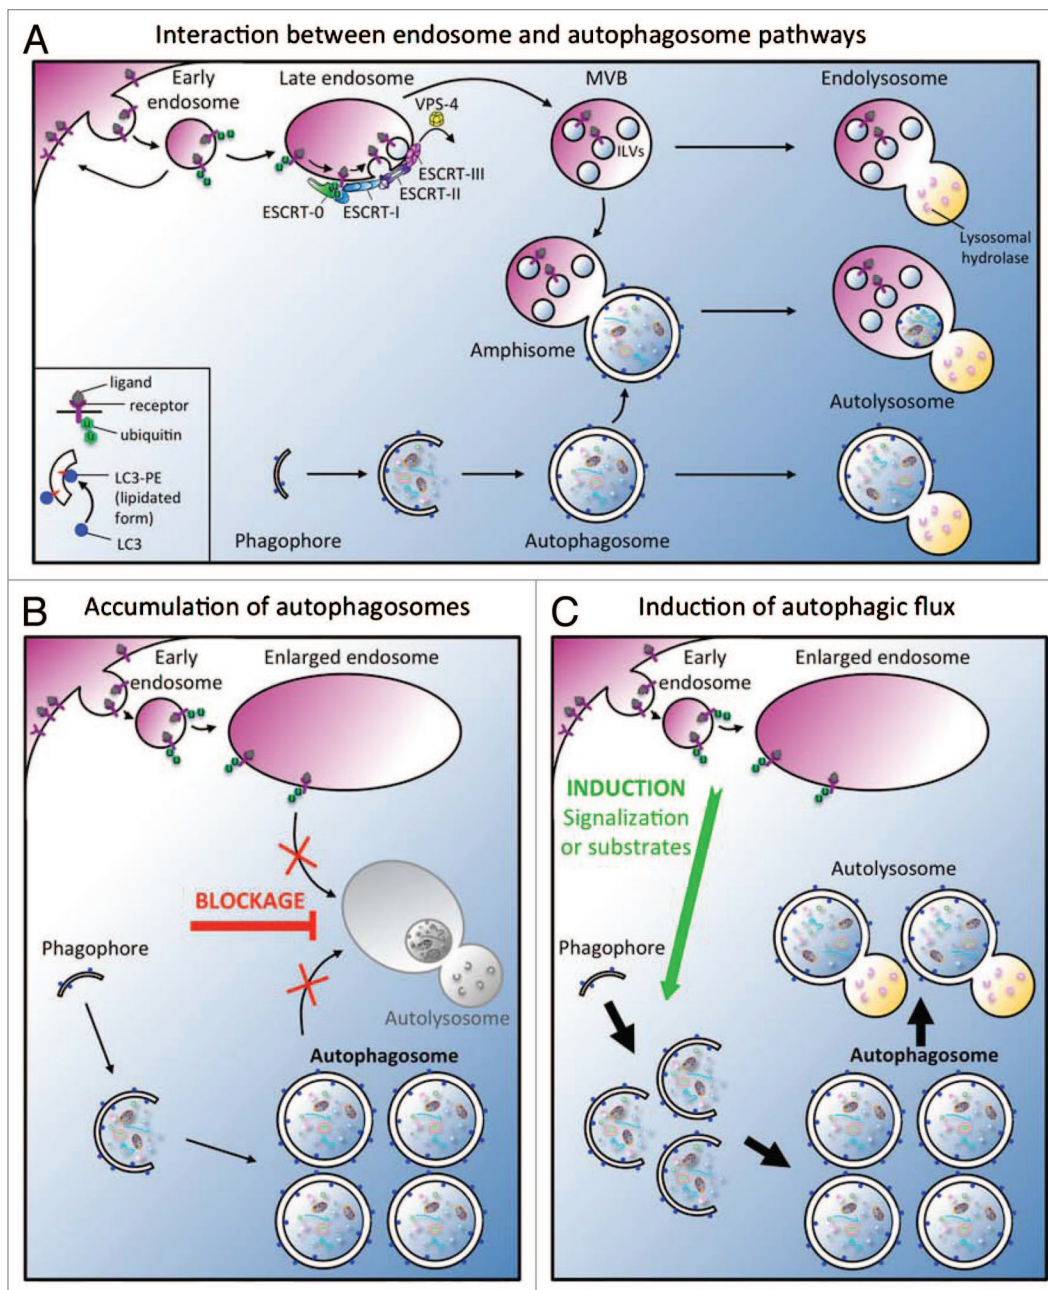 A
Interaction between endosome and autophagosome pathways
Early
endosome
Late endosome
VPS-4
MVB
Endolysosome
ILVs
ESCRT-III
ESCRT-II
ESCRT-0
ESCRT-I
Lysosomal
hydrolase
Amphisome
Autolysosome
ligand
receptor
ubiquitin
LC3-PE
(lipidated
form)
LC3
Phagophore
Autophagosome
B
Accumulation of autophagosomes
Early
endosome
Enlarged endosome
BLOCKAGE
Phagophore
Autolysosome
Autophagosome
C
Induction of autophagic flux
Early
endosome
Enlarged endosome
INDUCTION
Signalization
or substrates
Autolysosome
Phagophore
Autophagosome